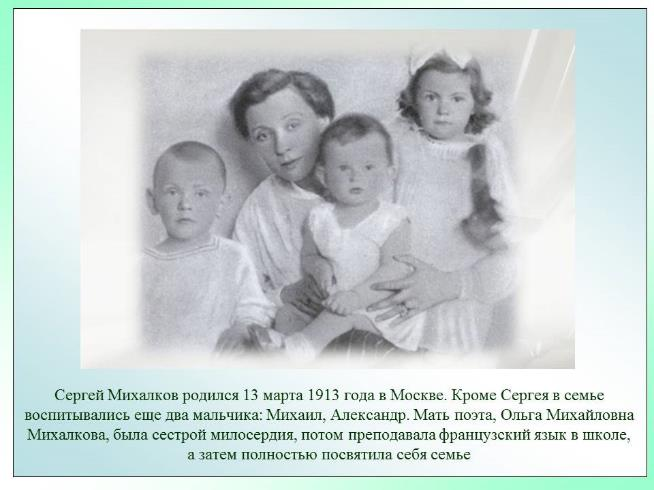 Сергей Михалков родился 13 марта 1913 года в Москве. Кроме Сергея в семье
воспитывались еще два мальчика: Михаил, Александр. Мать поэта, Ольга Михайловна
Михалкова, была сестрой милосердия, потом преподавала французский язык в школе,
а затем полностью посвятила себя семье